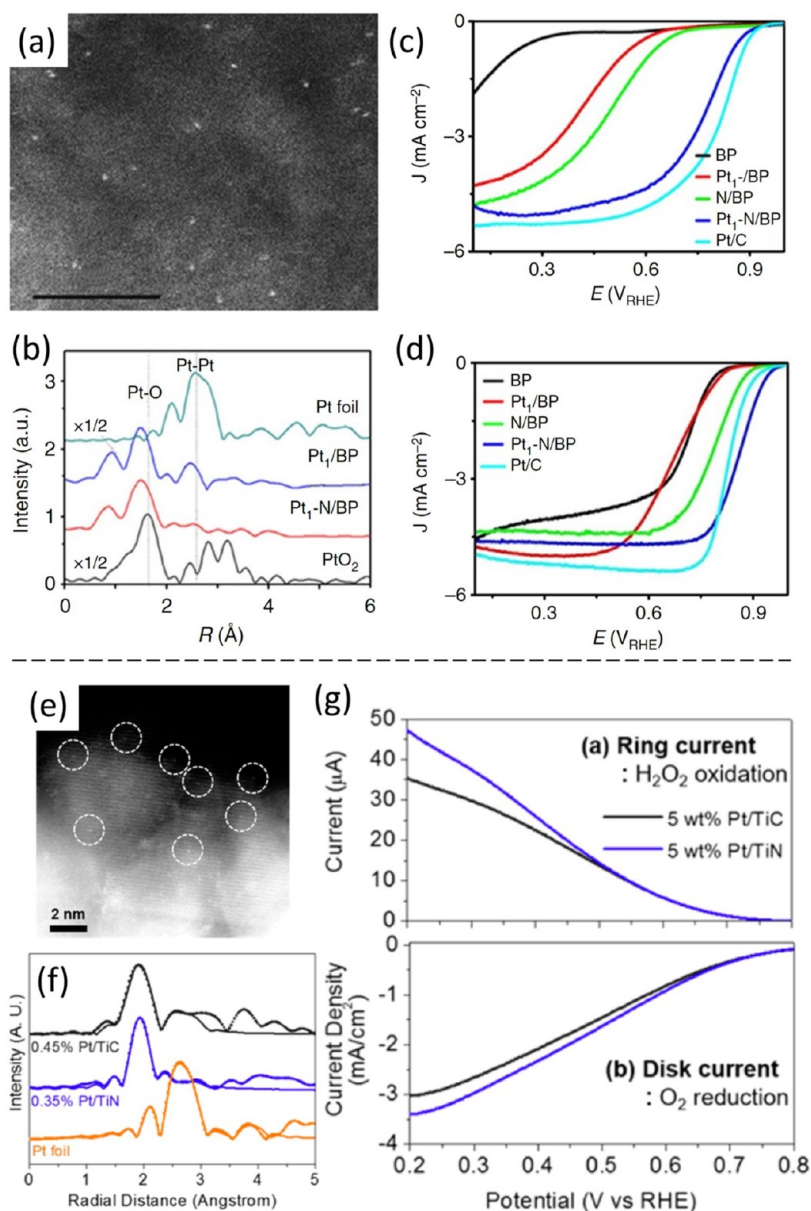 (a)
(c)
0
-3
-6
J (mA cm⁻²)
BP
Pt₁-/BP
N/BP
Pt₁-N/BP
Pt/C
0.3 0.6 0.9
E (V_RHE)
(b)
3
2
1
0
Intensity (a.u.)
Pt-O
Pt-Pt
Pt foil
×1/2
Pt₁/BP
Pt₁-N/BP
×1/2
PtO₂
0 2 4 6
R (Å)
(d)
0
-3
-6
J (mA cm⁻²)
BP
Pt₁/BP
N/BP
Pt₁-N/BP
Pt/C
0.3 0.6 0.9
E (V_RHE)
(e)
2 nm
(f)
Intensity (A. U.)
0.45% Pt/TiC
0.35% Pt/TiN
Pt foil
0 1 2 3 4 5
Radial Distance (Angstrom)
(g)
50
40
30
20
10
0
Current (μA)
(a) Ring current
: H₂O₂ oxidation
5 wt% Pt/TiC
5 wt% Pt/TiN
0
-1
-2
-3
-4
Current Density
(mA/cm²)
(b) Disk current
: O₂ reduction
0.2 0.3 0.4 0.5 0.6 0.7 0.8
Potential (V vs RHE)